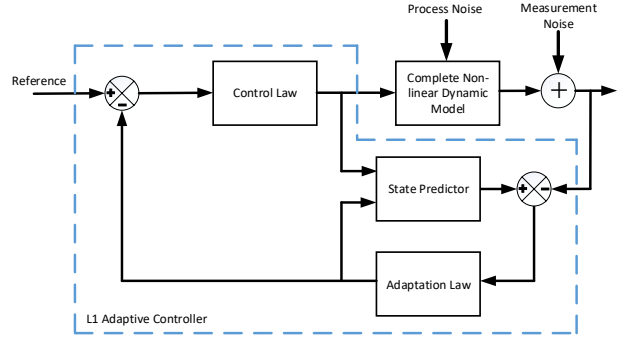 Process Noise
Measurement
Noise
Reference
Control Law
Complete Non-
linear Dynamic
Model
State Predictor
Adaptation Law
L1 Adaptive Controller